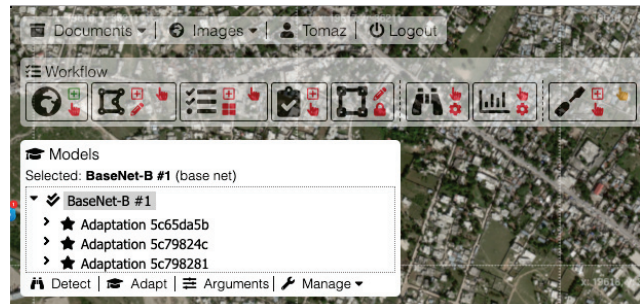 Documents | Images | Tomaz | Logout
Workflow
Models
Selected: BaseNet-B #1 (base net)
BaseNet-B #1
Adaptation 5c65da5b
Adaptation 5c79824c
Adaptation 5c798281
Detect | Adapt | Arguments | Manage